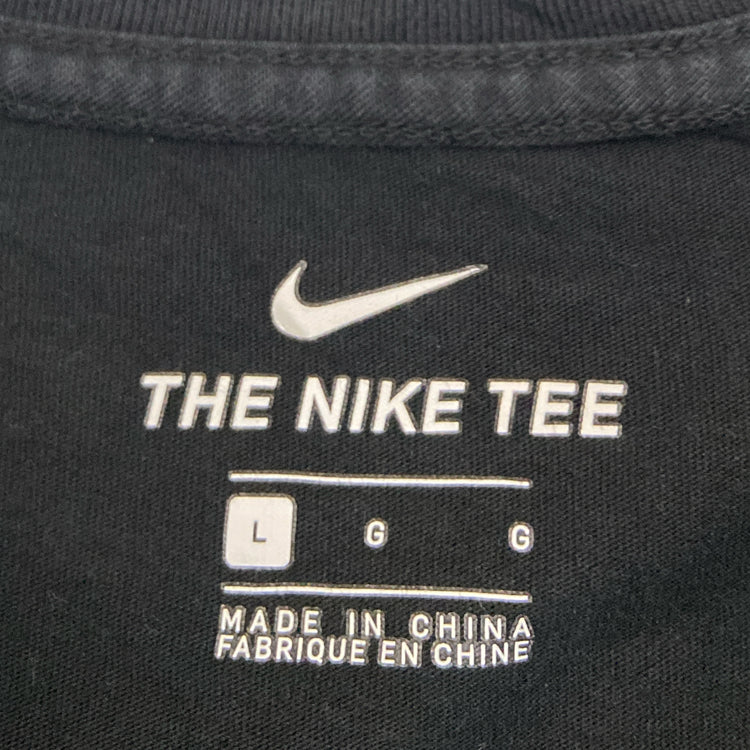 THE NIKE TEE
L G G
MADE IN CHINA
FABRIQUE EN CHINE